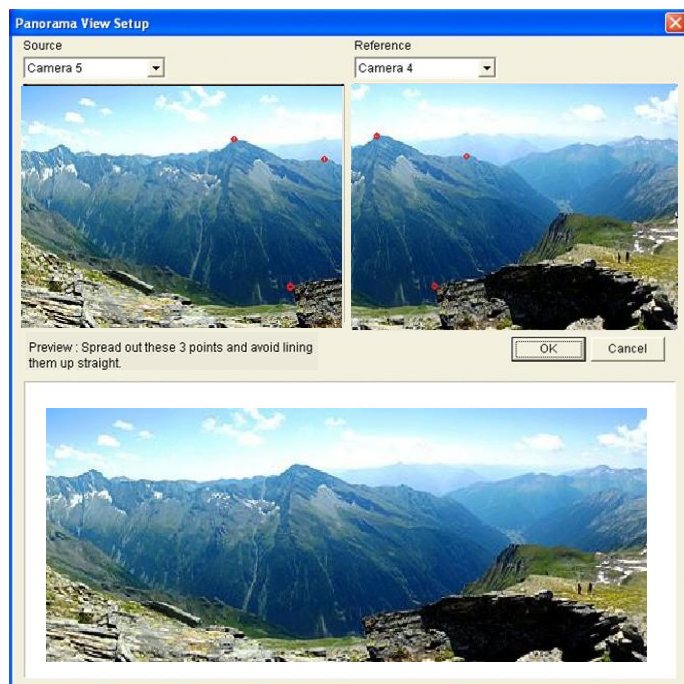 Panorama View Setup
Source
Reference
Camera 5
Camera 4
Preview : Spread out these 3 points and avoid lining
them up straight.
OK
Cancel